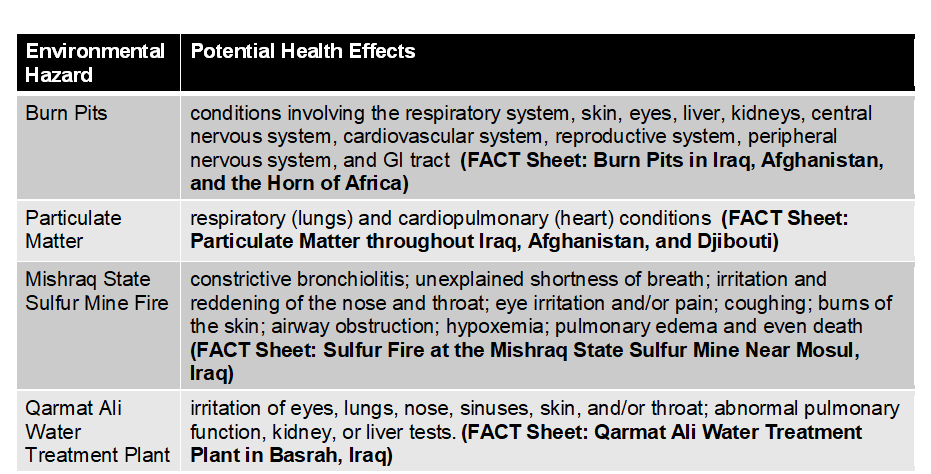 Environmental Hazard
Potential Health Effects
Burn Pits
conditions involving the respiratory system, skin, eyes, liver, kidneys, central
nervous system, cardiovascular system, reproductive system, peripheral
nervous system, and GI tract (FACT Sheet: Burn Pits in Iraq, Afghanistan,
and the Horn of Africa)
Particulate
Matter
respiratory (lungs) and cardiopulmonary (heart) conditions (FACT Sheet:
Particulate Matter throughout Iraq, Afghanistan, and Djibouti)
Mishraq State
Sulfur Mine Fire
constrictive bronchiolitis; unexplained shortness of breath; irritation and
reddening of the nose and throat; eye irritation and/or pain; coughing; burns of
the skin; airway obstruction; hypoxemia; pulmonary edema and even death
(FACT Sheet: Sulfur Fire at the Mishraq State Sulfur Mine Near Mosul,
Iraq)
Qarmat Ali
Water
Treatment Plant
irritation of eyes, lungs, nose, sinuses, skin, and/or throat; abnormal pulmonary
function, kidney, or liver tests. (FACT Sheet: Qarmat Ali Water Treatment
Plant in Basrah, Iraq)